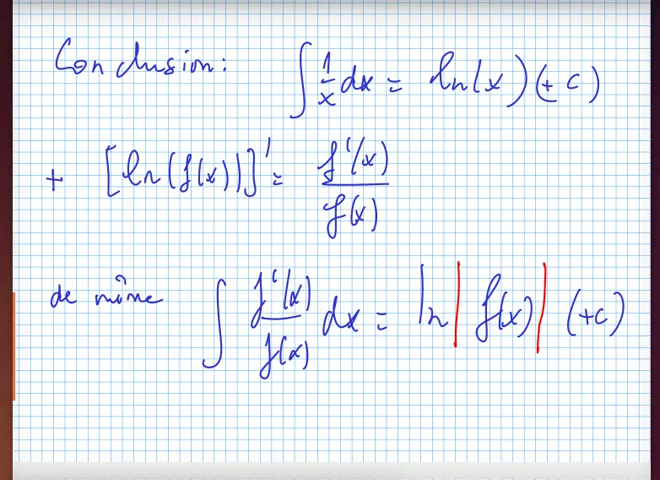 Conclusion: ∫ 1/x dx = ln(x) (+c)
+ [ln(f(x))]' = f'(x)/f(x)
de même ∫ f'(x)/f(x) dx = ln|f(x)| (+c)